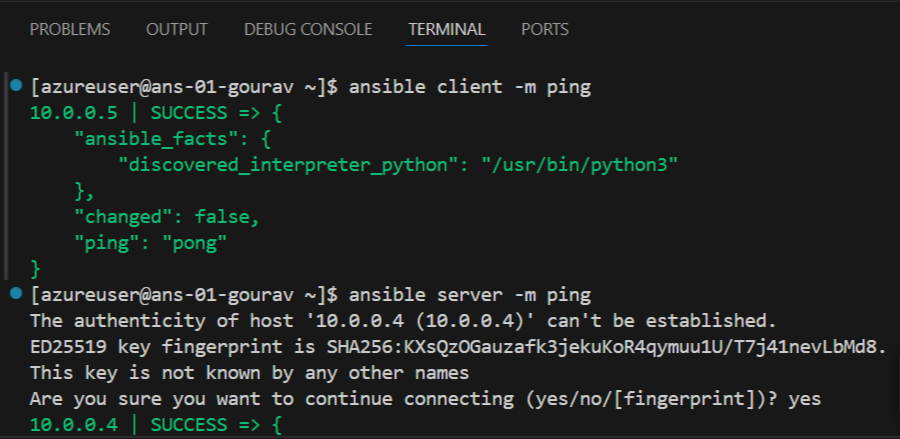 PROBLEMS OUTPUT DEBUG CONSOLE TERMINAL PORTS
[azureuser@ans-01-gourav ~]$ ansible client -m ping
10.0.0.5 | SUCCESS => {
    "ansible_facts": {
        "discovered_interpreter_python": "/usr/bin/python3"
    },
    "changed": false,
    "ping": "pong"
}
[azureuser@ans-01-gourav ~]$ ansible server -m ping
The authenticity of host '10.0.0.4 (10.0.0.4)' can't be established.
ED25519 key fingerprint is SHA256:KXsQzOGauzafk3jekuKoR4qymuu1U/T7j41nevLbMd8.
This key is not known by any other names
Are you sure you want to continue connecting (yes/no/[fingerprint])? yes
10.0.0.4 | SUCCESS => {